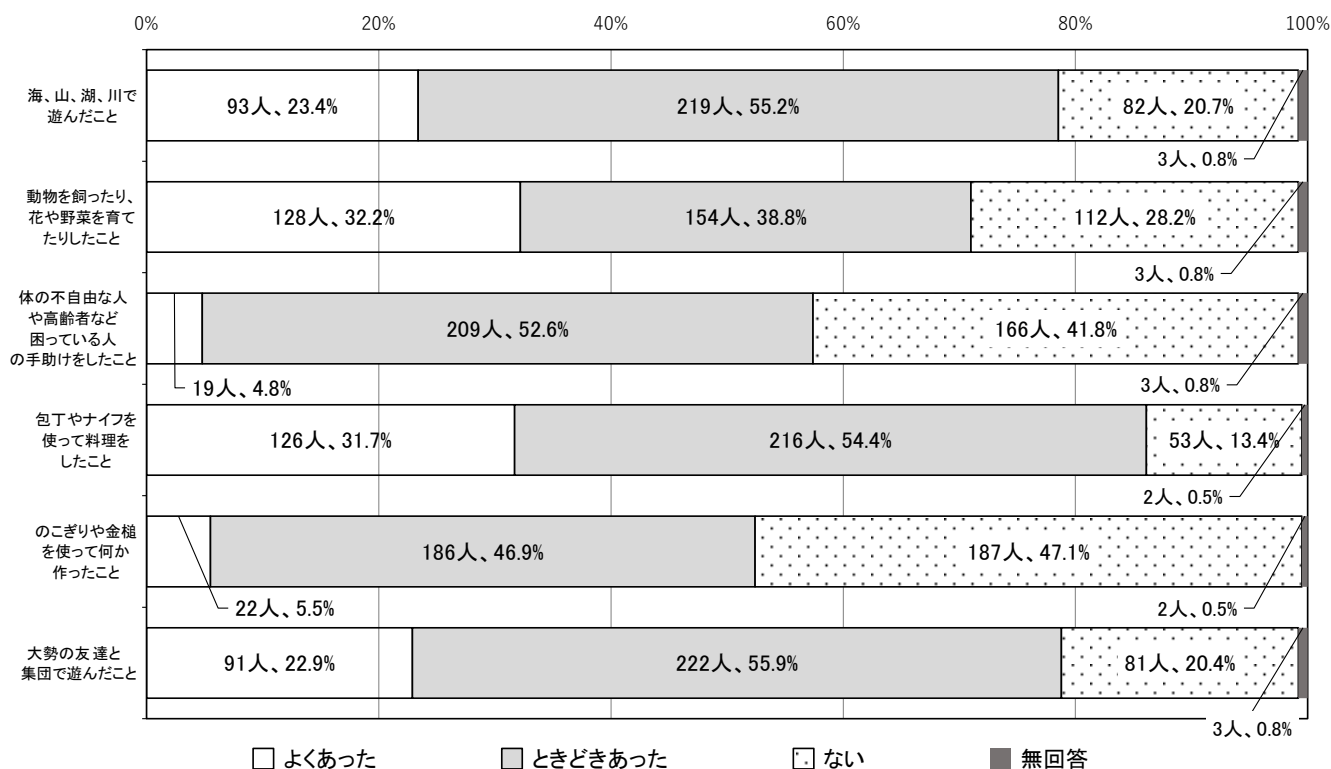 0% 20% 40% 60% 80% 100%
海、山、湖、川で
遊んだこと
93人、23.4% 219人、55.2% 82人、20.7%
3人、0.8%
動物を飼ったり、
花や野菜を育て
たりしたこと
128人、32.2% 154人、38.8% 112人、28.2%
3人、0.8%
体の不自由な人
や高齢者など
困っている人
の手助けをしたこと
209人、52.6% 166人、41.8%
19人、4.8% 3人、0.8%
包丁やナイフを
使って料理を
したこと
126人、31.7% 216人、54.4% 53人、13.4%
2人、0.5%
のこぎりや金槌
を使って何か
作ったこと
186人、46.9% 187人、47.1%
22人、5.5% 2人、0.5%
大勢の友達と
集団で遊んだこと
91人、22.9% 222人、55.9% 81人、20.4%
3人、0.8%
よくあった ときどきあった ない 無回答